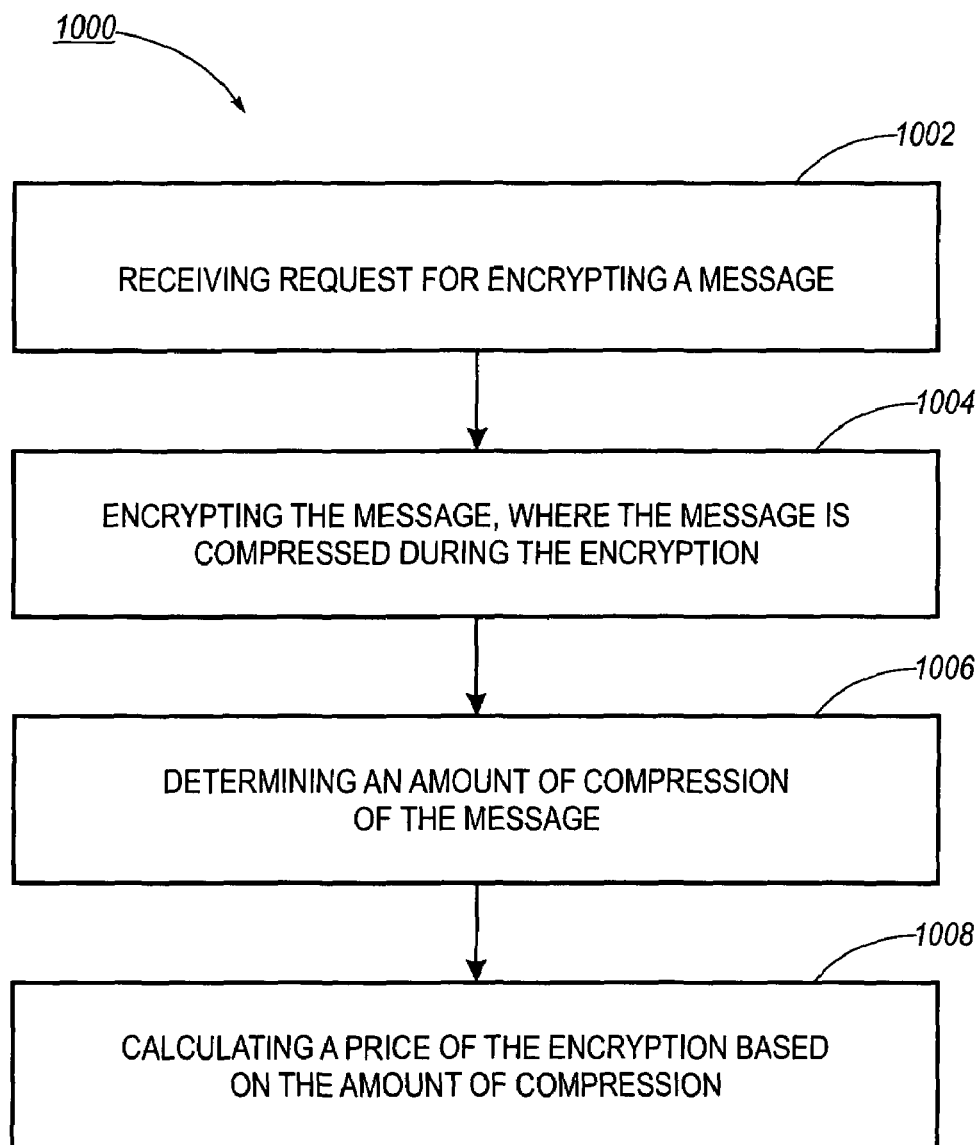 1000
1002
RECEIVING REQUEST FOR ENCRYPTING A MESSAGE
1004
ENCRYPTING THE MESSAGE, WHERE THE MESSAGE IS
COMPRESSED DURING THE ENCRYPTION
1006
DETERMINING AN AMOUNT OF COMPRESSION
OF THE MESSAGE
1008
CALCULATING A PRICE OF THE ENCRYPTION BASED
ON THE AMOUNT OF COMPRESSION